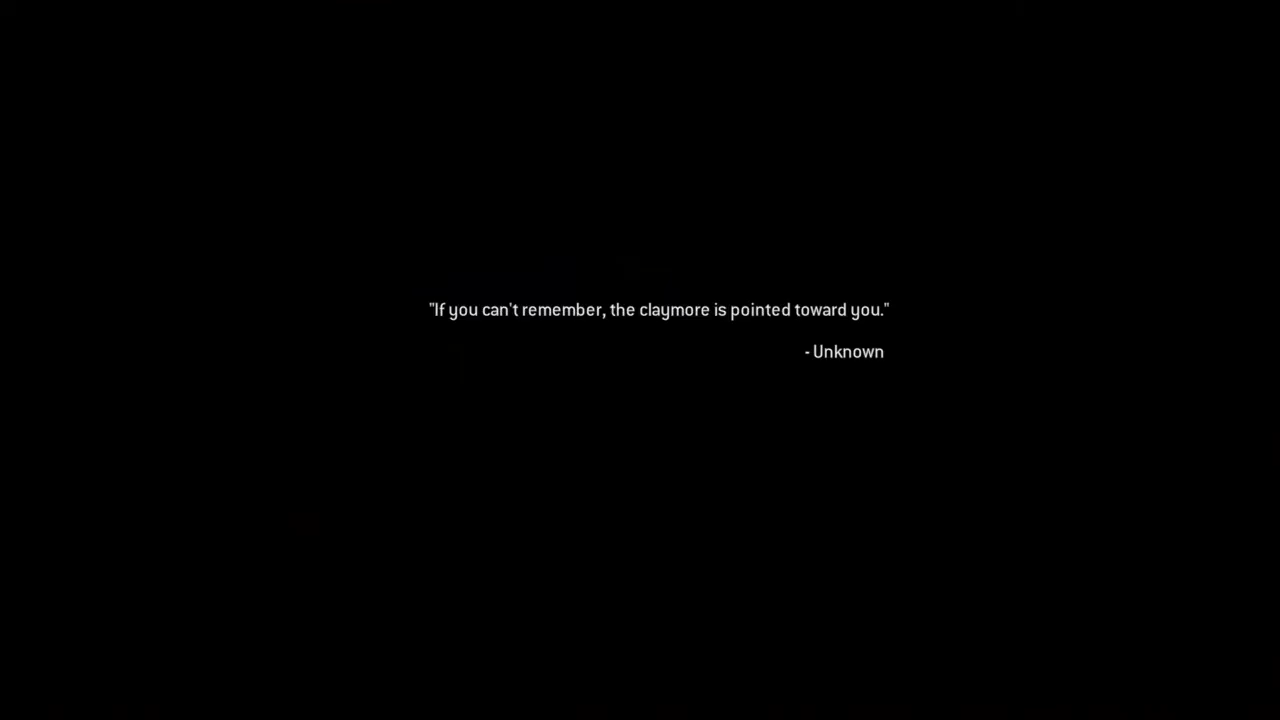 "If you can't remember, the claymore is pointed toward you."
- Unknown